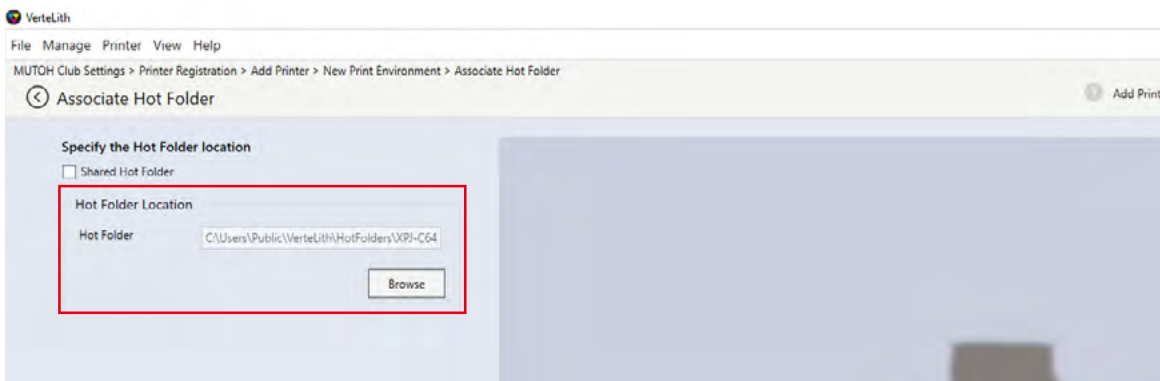 VerteLith
File Manage Printer View Help
MUTOH Club Settings > Printer Registration > Add Printer > New Print Environment > Associate Hot Folder
Associate Hot Folder
Add Print
Specify the Hot Folder location
Shared Hot Folder
Hot Folder Location
Hot Folder C:\Users\Public\VerteLith\HotFolders\XPJ-C64
Browse